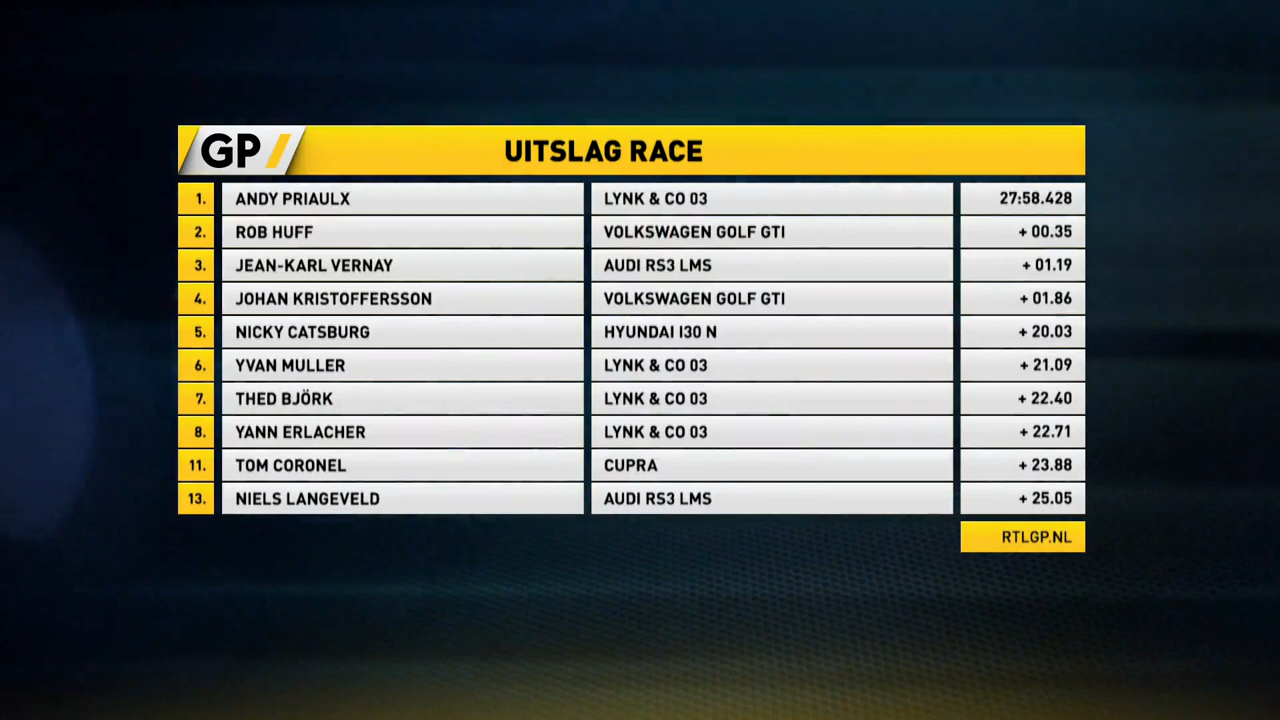 GP UITSLAG RACE
1. ANDY PRIAULX LYNK & CO 03 27:58.428
2. ROB HUFF VOLKSWAGEN GOLF GTI + 00.35
3. JEAN-KARL VERNAY AUDI RS3 LMS + 01.19
4. JOHAN KRISTOFFERSSON VOLKSWAGEN GOLF GTI + 01.86
5. NICKY CATSBURG HYUNDAI I30 N + 20.03
6. YVAN MULLER LYNK & CO 03 + 21.09
7. THED BJÖRK LYNK & CO 03 + 22.40
8. YANN ERLACHER LYNK & CO 03 + 22.71
11. TOM CORONEL CUPRA + 23.88
13. NIELS LANGEVELD AUDI RS3 LMS + 25.05
RTLGP.NL